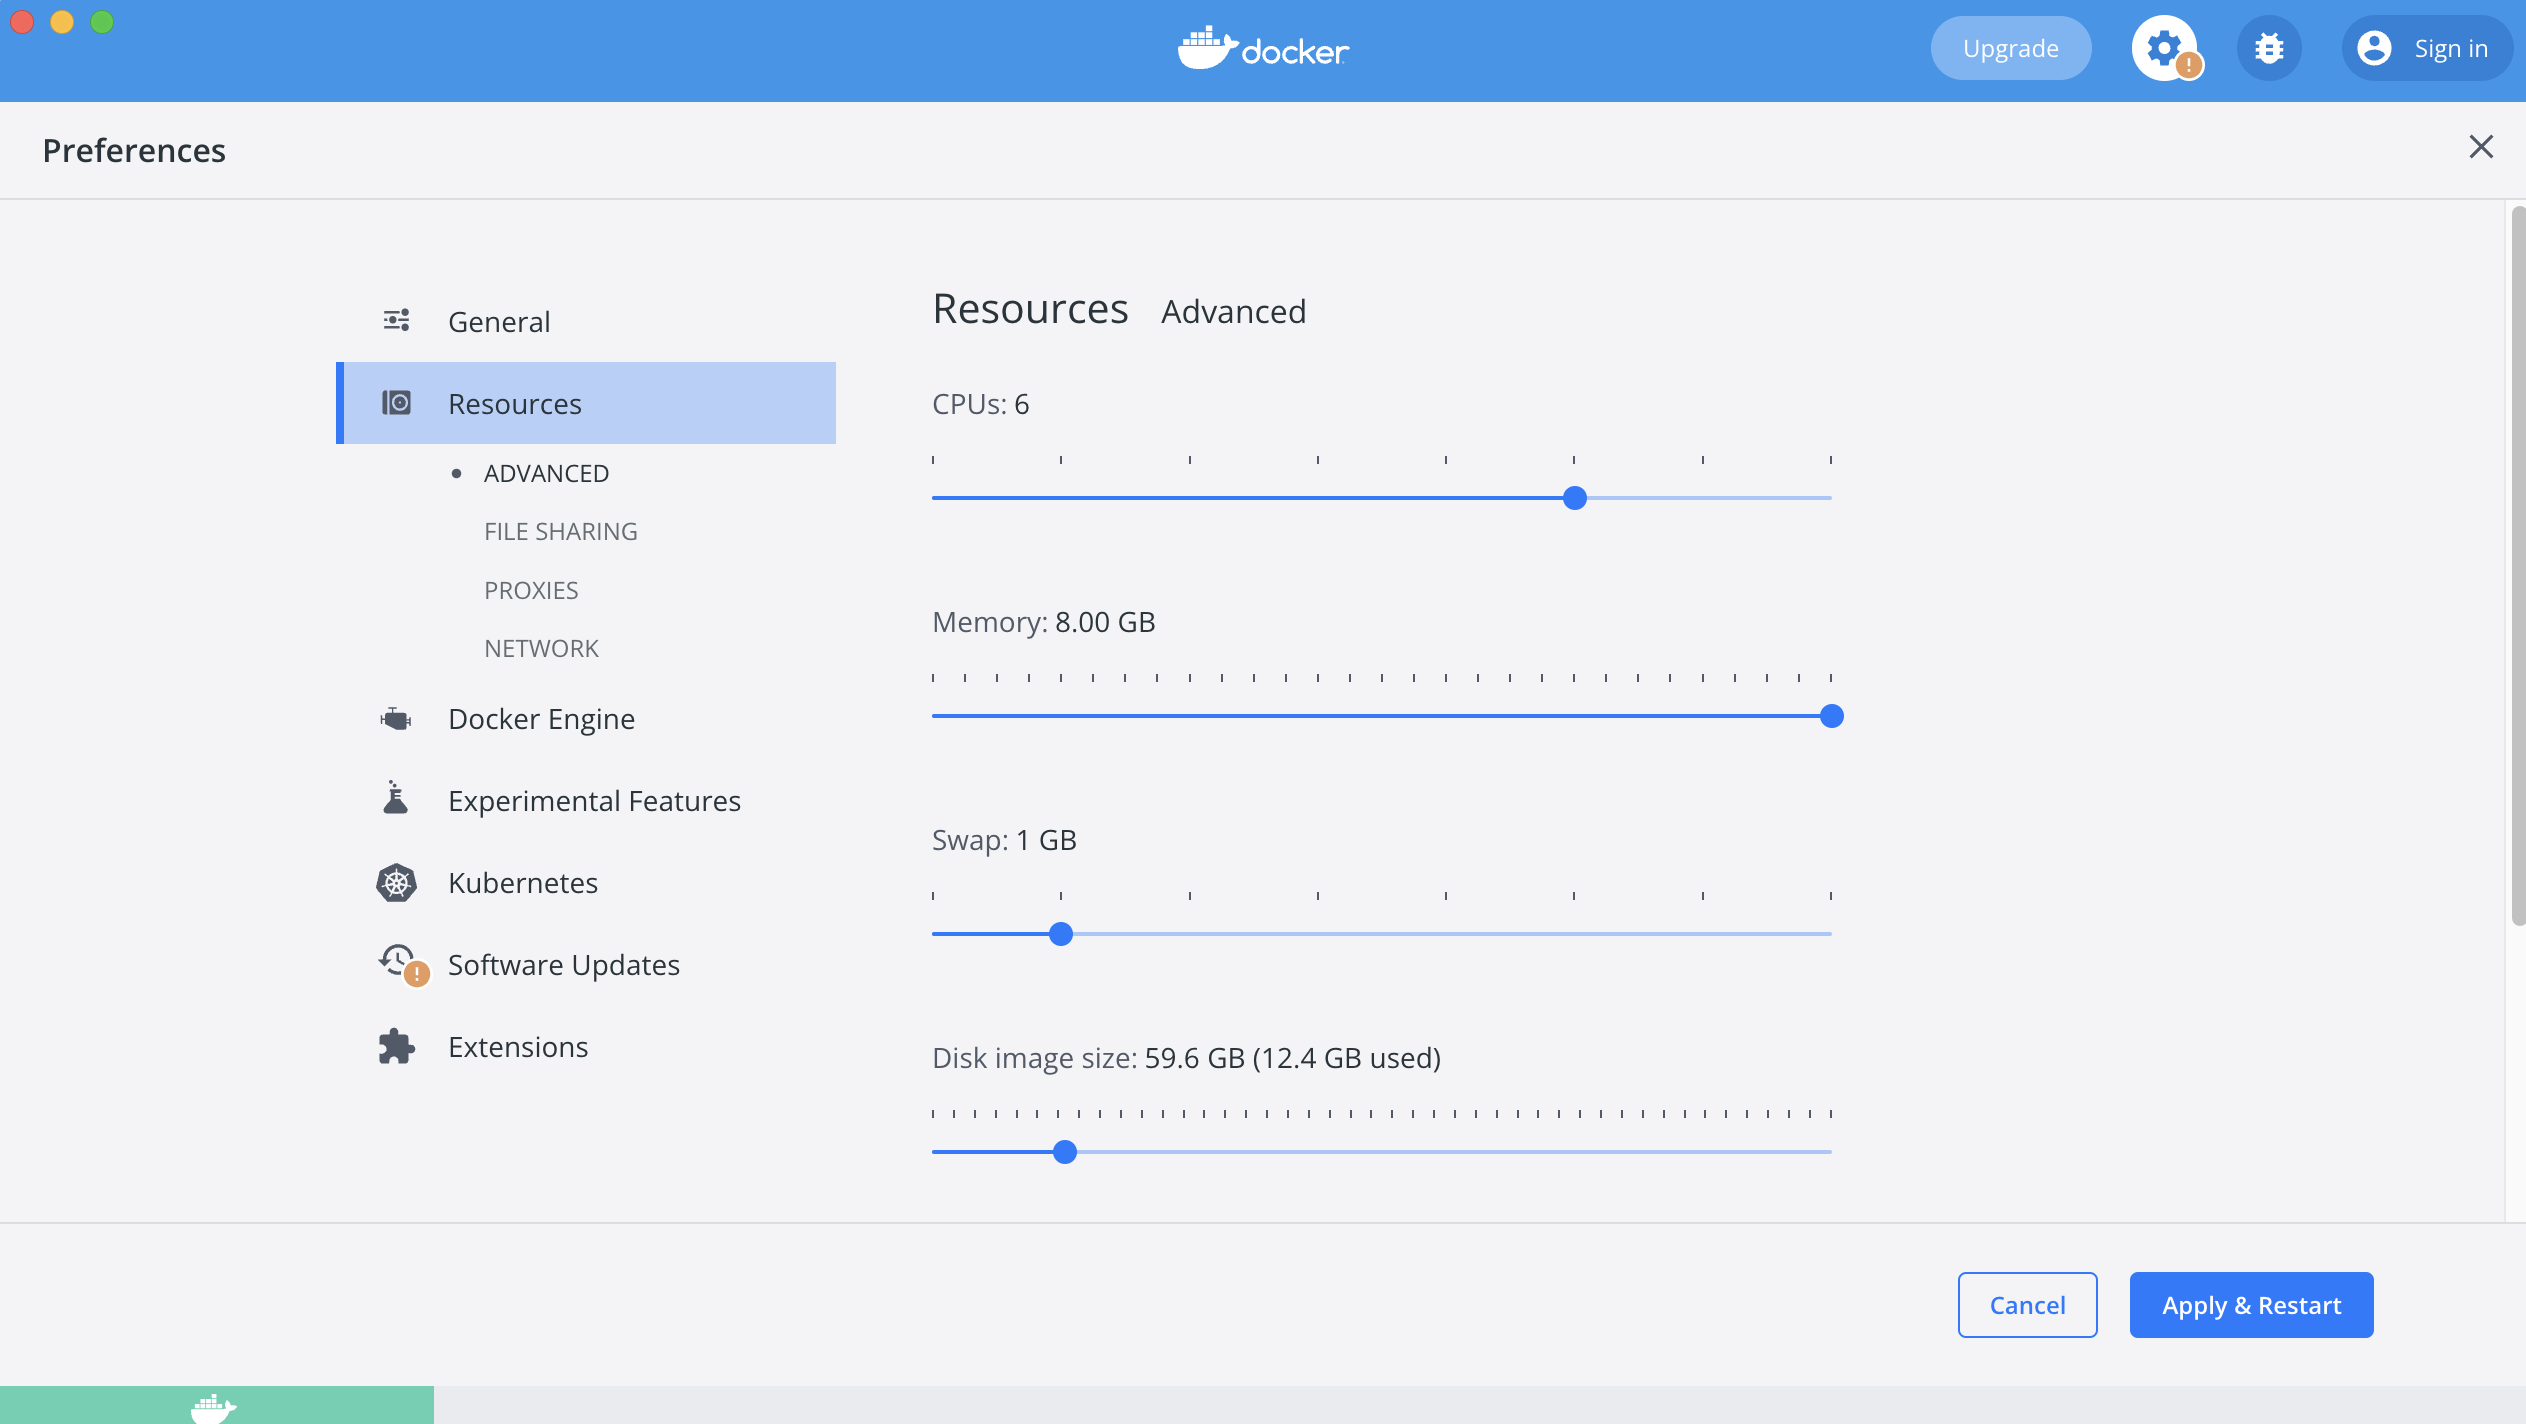 docker
Upgrade
Sign in
Preferences
General
Resources
ADVANCED
FILE SHARING
PROXIES
NETWORK
Docker Engine
Experimental Features
Kubernetes
Software Updates
Extensions
Resources Advanced
CPUs: 6
Memory: 8.00 GB
Swap: 1 GB
Disk image size: 59.6 GB (12.4 GB used)
Cancel
Apply & Restart